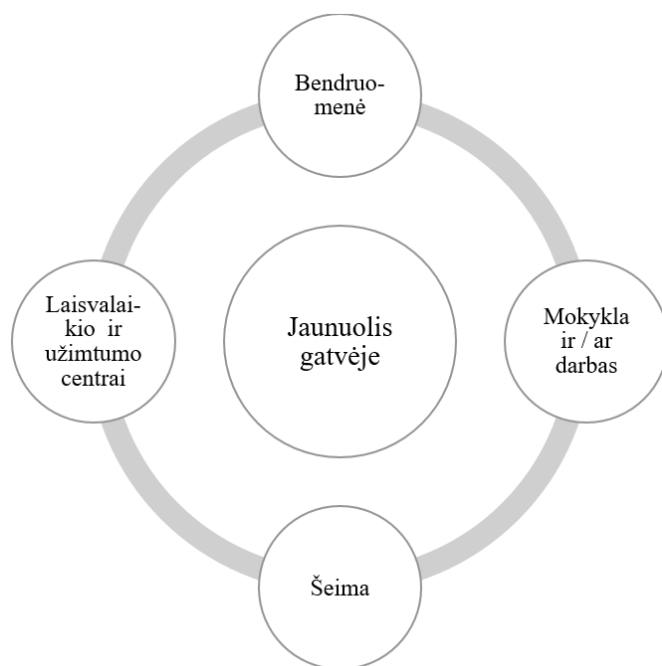 Bendruo-
menė
Laisvalai-
kio ir
užimtumo
centrai
Jaunuolis
gatvėje
Mokykla
ir / ar
darbas
Šeima